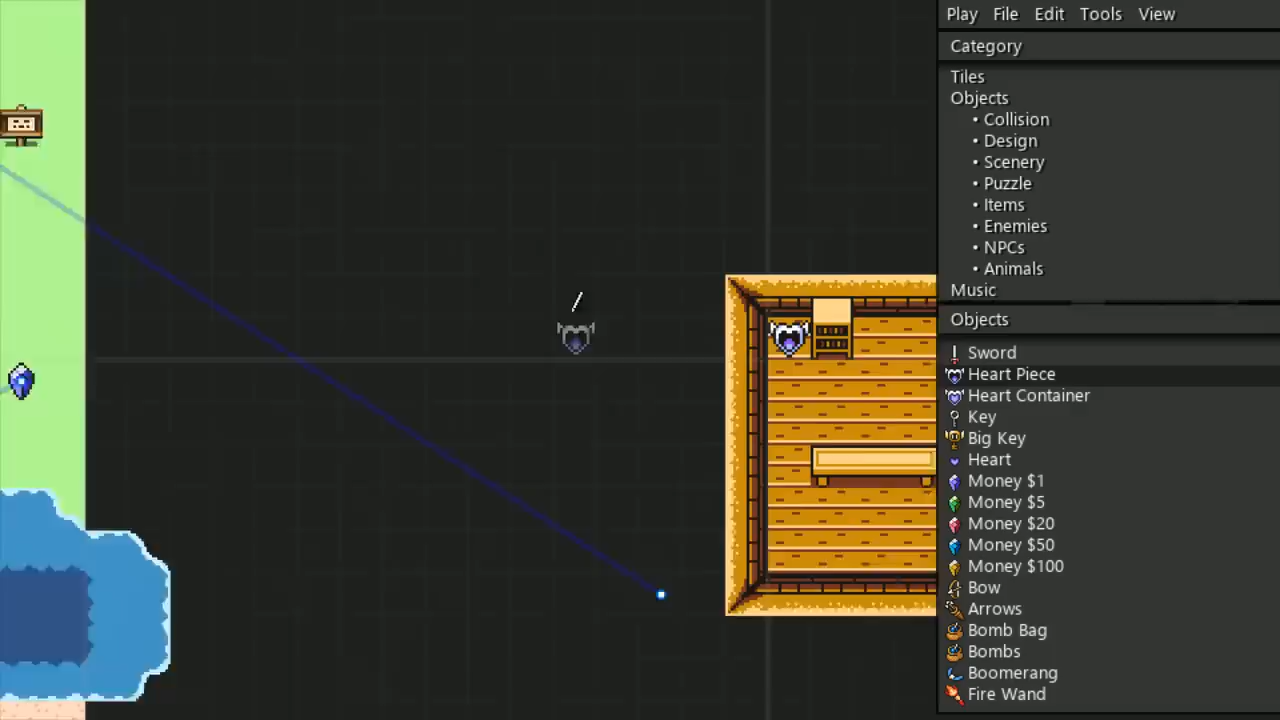 Play File Edit Tools View
Category
Tiles
Objects
• Collision
• Design
• Scenery
• Puzzle
• Items
• Enemies
• NPCs
• Animals
Music
Objects
Sword
Heart Piece
Heart Container
Key
Big Key
Heart
Money $1
Money $5
Money $20
Money $50
Money $100
Bow
Arrows
Bomb Bag
Bombs
Boomerang
Fire Wand